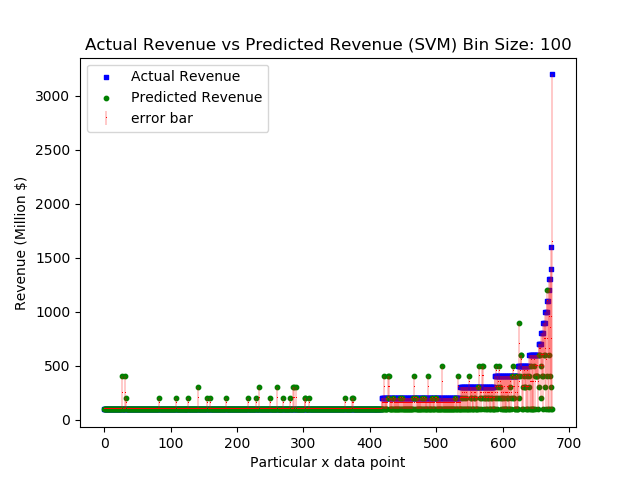 Actual Revenue vs Predicted Revenue (SVM) Bin Size: 100
Actual Revenue
Predicted Revenue
error bar
Revenue (Million $)
3000
2500
2000
1500
1000
500
0
0 100 200 300 400 500 600 700
Particular x data point